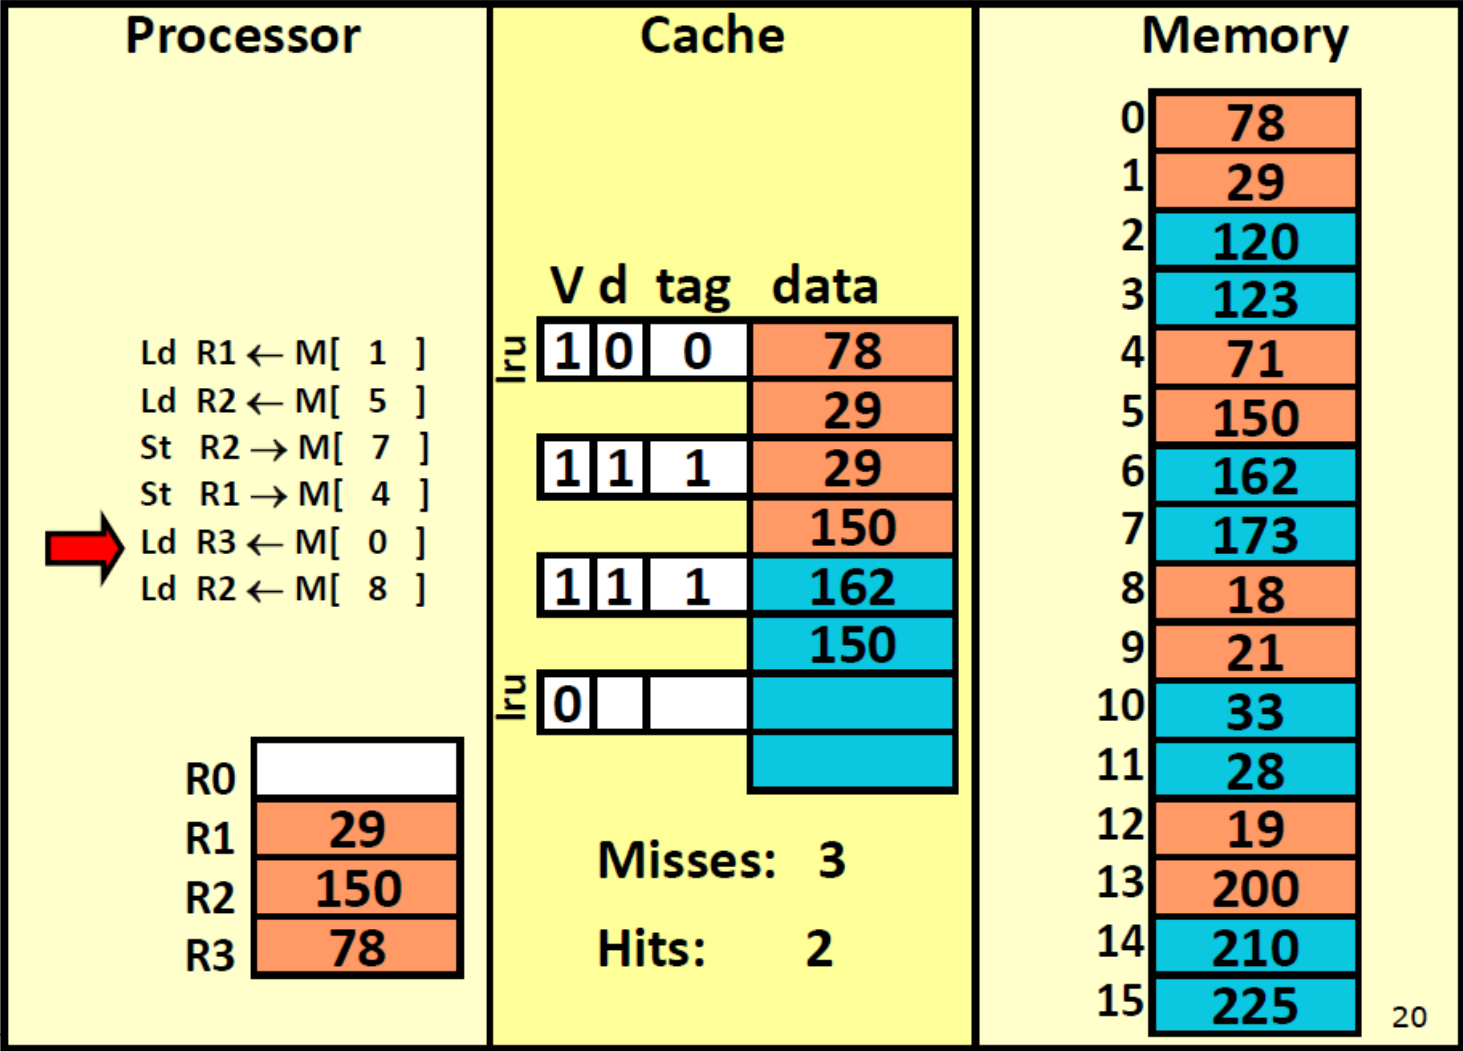 Processor
Ld R1 ← M[ 1 ]
Ld R2 ← M[ 5 ]
St R2 → M[ 7 ]
St R1 → M[ 4 ]
Ld R3 ← M[ 0 ]
Ld R2 ← M[ 8 ]
R0
R1 29
R2 150
R3 78
Cache
V d tag data
lru 1 0 0 78
29
1 1 1 29
150
1 1 1 162
150
lru 0
Misses: 3
Hits: 2
Memory
0 78
1 29
2 120
3 123
4 71
5 150
6 162
7 173
8 18
9 21
10 33
11 28
12 19
13 200
14 210
15 225
20